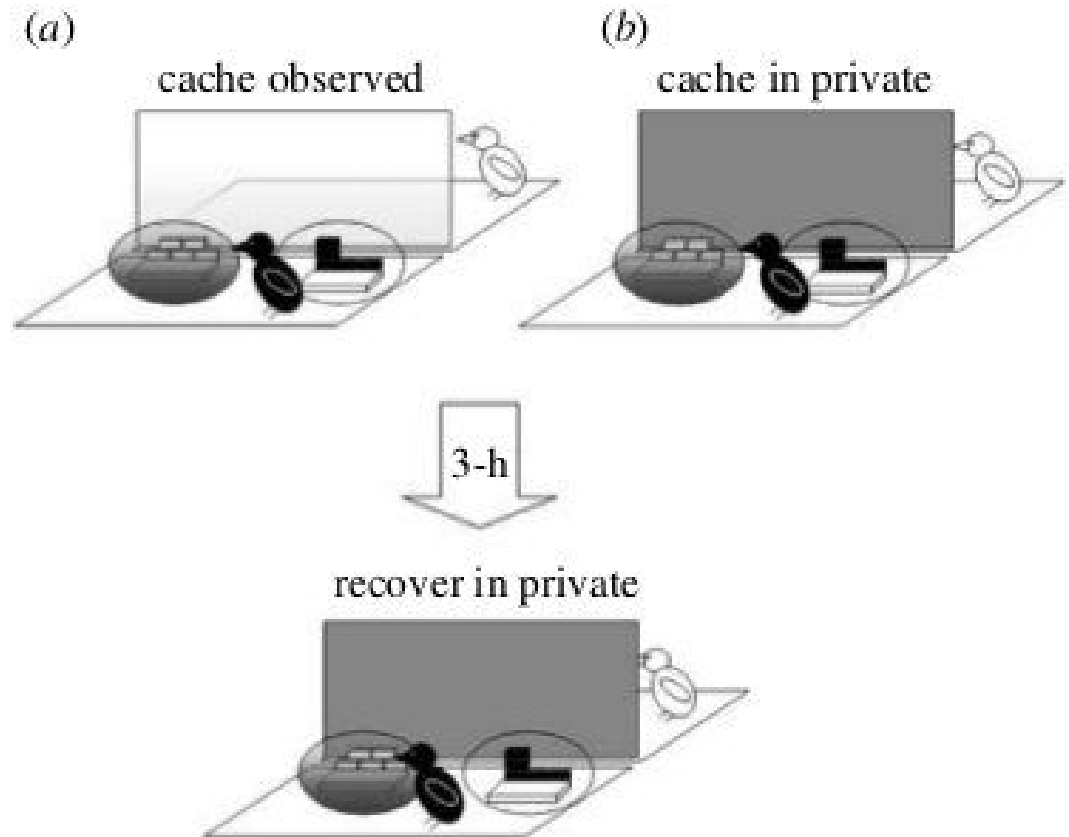 (a)
cache observed
(b)
cache in private
3-h
recover in private